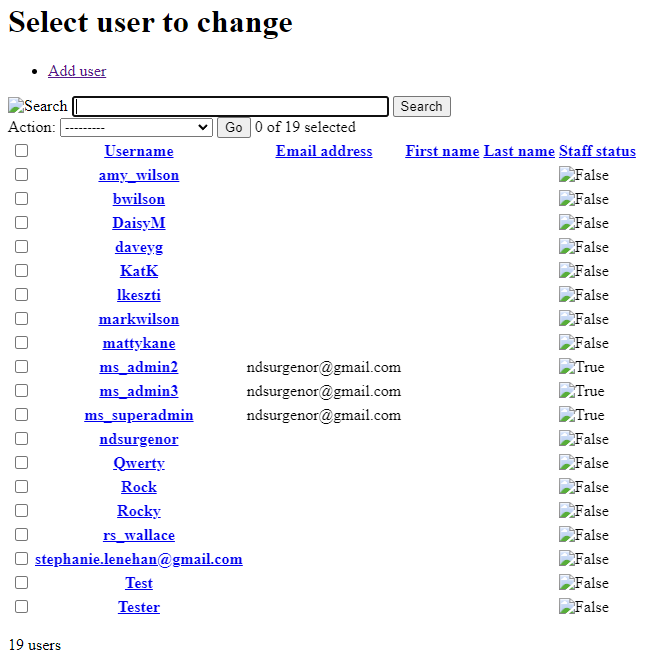 Select user to change
Add user
Search Search
Action: --------- Go 0 of 19 selected
Username Email address First name Last name Staff status
amy_wilson False
bwilson False
DaisyM False
daveyg False
KatK False
lkeszti False
markwilson False
mattykane False
ms_admin2 ndsurgenor@gmail.com True
ms_admin3 ndsurgenor@gmail.com True
ms_superadmin ndsurgenor@gmail.com True
ndsurgenor False
Qwerty False
Rock False
Rocky False
rs_wallace False
stephanie.lenehan@gmail.com False
Test False
Tester False
19 users